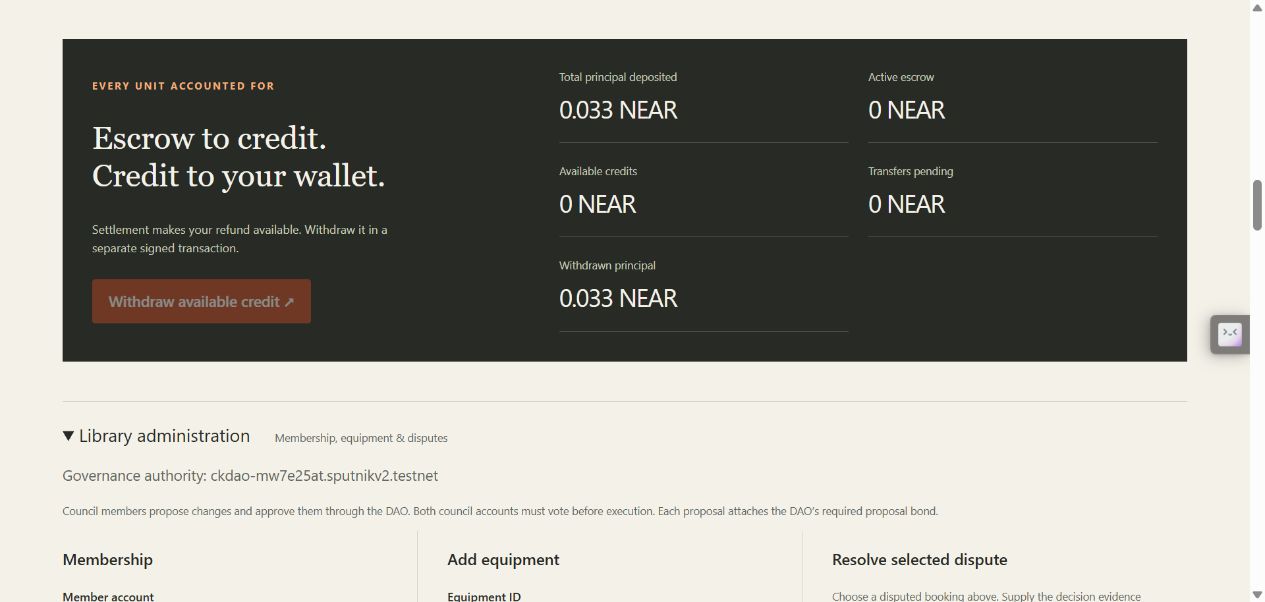 EVERY UNIT ACCOUNTED FOR
Escrow to credit.
Credit to your wallet.
Settlement makes your refund available. Withdraw it in a
separate signed transaction.
Withdraw available credit ↗
Total principal deposited
0.033 NEAR
Active escrow
0 NEAR
Available credits
0 NEAR
Transfers pending
0 NEAR
Withdrawn principal
0.033 NEAR
▼ Library administration Membership, equipment & disputes
Governance authority: ckdao-mw7e25at.sputnikv2.testnet
Council members propose changes and approve them through the DAO. Both council accounts must vote before execution. Each proposal attaches the DAO's required proposal bond.
Membership
Member account
Add equipment
Equipment ID
Resolve selected dispute
Choose a disputed booking above. Supply the decision evidence